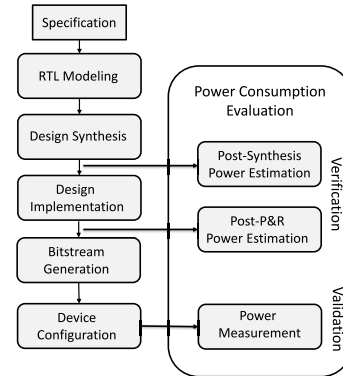 Specification
RTL Modeling
Design Synthesis
Design
Implementation
Bitstream
Generation
Device
Configuration
Power Consumption
Evaluation
Post-Synthesis
Power Estimation
Post-P&R
Power Estimation
Power
Measurement
Verification
Validation